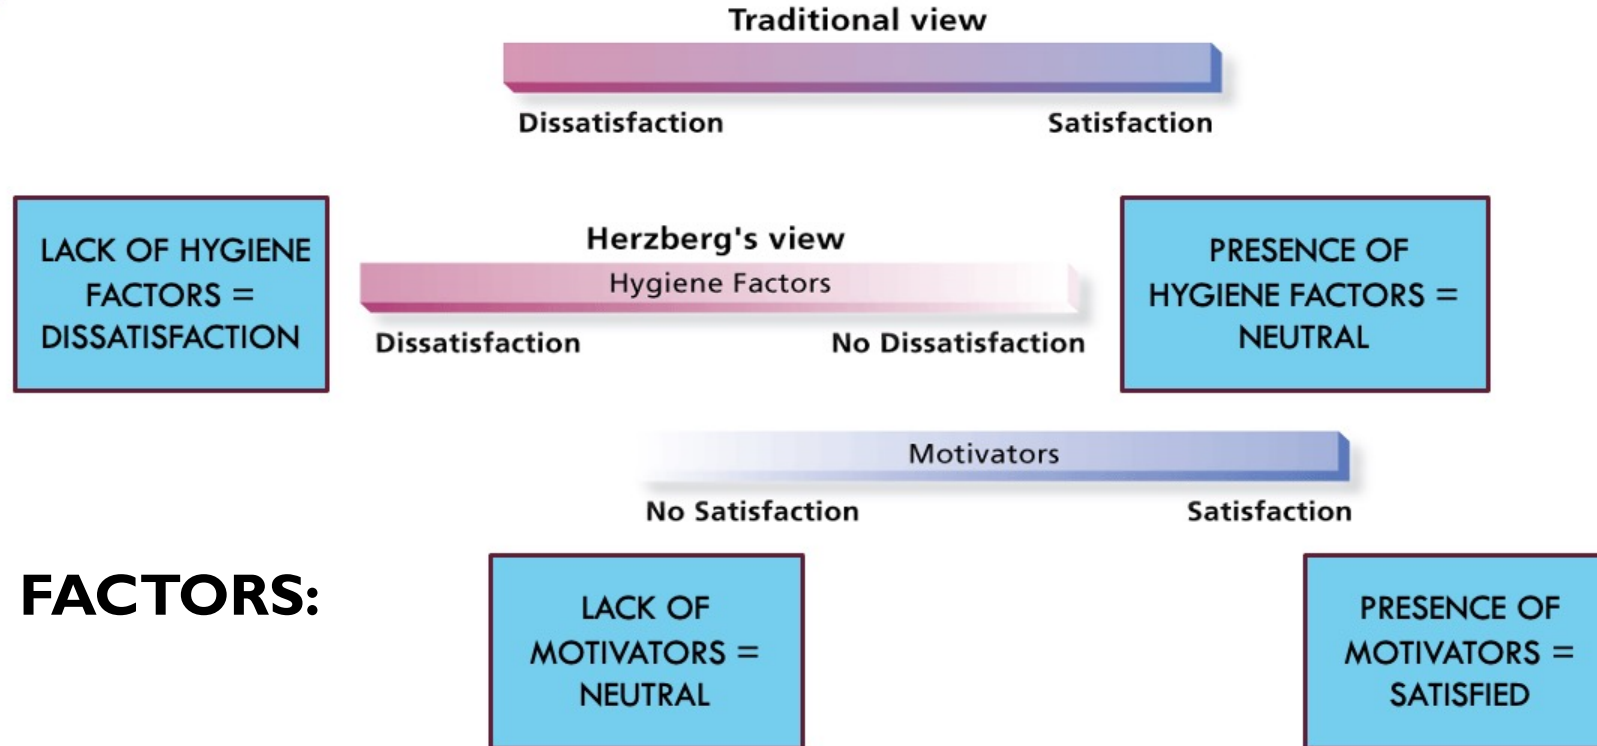 Traditional view
Dissatisfaction
Satisfaction
LACK OF HYGIENE
FACTORS =
DISSATISFACTION
Herzberg's view
Hygiene Factors
Dissatisfaction
No Dissatisfaction
PRESENCE OF
HYGIENE FACTORS =
NEUTRAL
Motivators
No Satisfaction
Satisfaction
FACTORS:
LACK OF
MOTIVATORS =
NEUTRAL
PRESENCE OF
MOTIVATORS =
SATISFIED